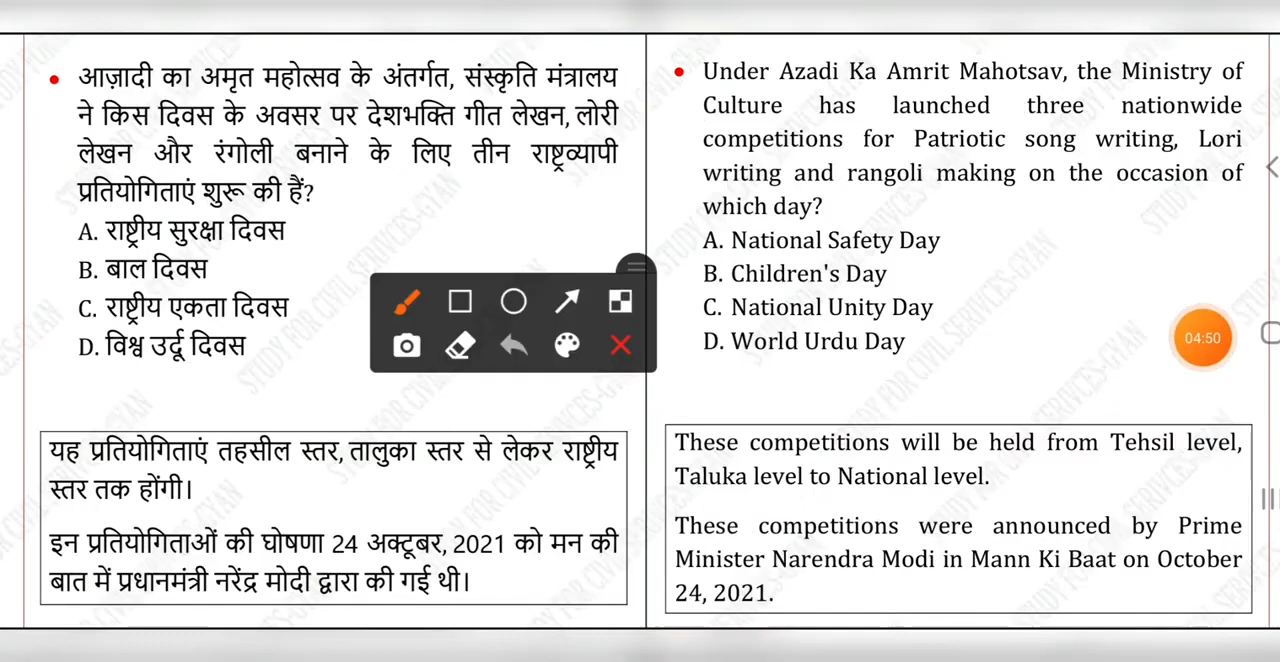 आज़ादी का अमृत महोत्सव के अंतर्गत, संस्कृति मंत्रालय
ने किस दिवस के अवसर पर देशभक्ति गीत लेखन, लोरी
लेखन और रंगोली बनाने के लिए तीन राष्ट्रव्यापी
प्रतियोगिताएं शुरू की हैं?
A. राष्ट्रीय सुरक्षा दिवस
B. बाल दिवस
C. राष्ट्रीय एकता दिवस
D. विश्व उर्दू दिवस
यह प्रतियोगिताएं तहसील स्तर, तालुका स्तर से लेकर राष्ट्रीय
स्तर तक होंगी।
इन प्रतियोगिताओं की घोषणा 24 अक्टूबर, 2021 को मन की
बात में प्रधानमंत्री नरेंद्र मोदी द्वारा की गई थी।
Under Azadi Ka Amrit Mahotsav, the Ministry of
Culture has launched three nationwide
competitions for Patriotic song writing, Lori
writing and rangoli making on the occasion of
which day?
A. National Safety Day
B. Children's Day
C. National Unity Day
D. World Urdu Day
04:50
These competitions will be held from Tehsil level,
Taluka level to National level.
These competitions were announced by Prime
Minister Narendra Modi in Mann Ki Baat on October
24, 2021.